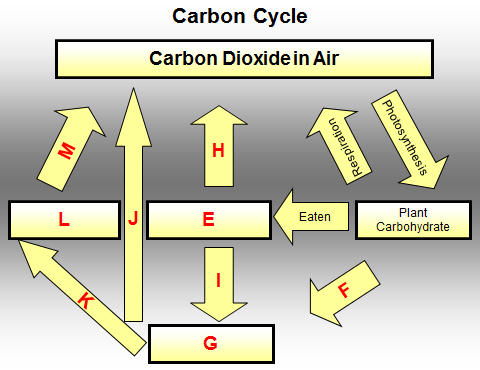 Carbon Cycle
Carbon Dioxide in Air
M
J
H
Respiration
Photosynthesis
L
E
Eaten
Plant
Carbohydrate
K
I
F
G